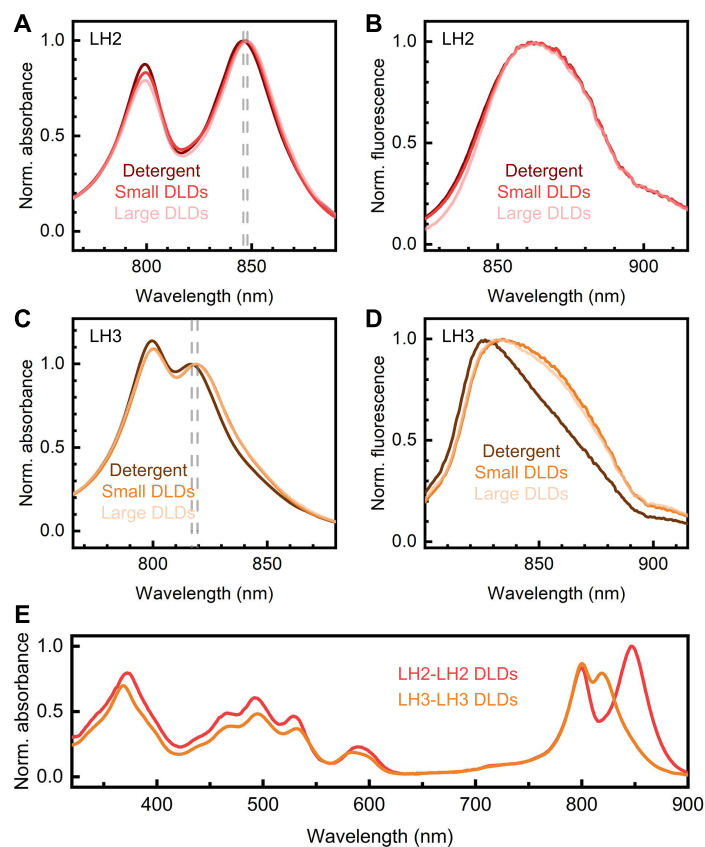 A
LH2
Norm. absorbance
1.0
0.5
0.0
Detergent
Small DLDs
Large DLDs
800
850
Wavelength (nm)
B
LH2
Norm. fluorescence
1.0
0.5
0.0
Detergent
Small DLDs
Large DLDs
850
900
Wavelength (nm)
C
LH3
Norm. absorbance
1.0
0.5
0.0
Detergent
Small DLDs
Large DLDs
800
850
Wavelength (nm)
D
LH3
Norm. fluorescence
1.0
0.5
0.0
Detergent
Small DLDs
Large DLDs
850
900
Wavelength (nm)
E
Norm. absorbance
1.0
0.5
0.0
LH2-LH2 DLDs
LH3-LH3 DLDs
400
500
600
700
800
900
Wavelength (nm)